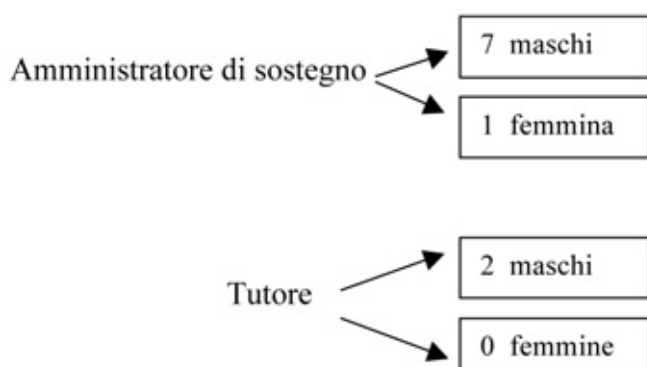 7 maschi
Amministratore di sostegno
1 femmina
2 maschi
Tutore
0 femmine